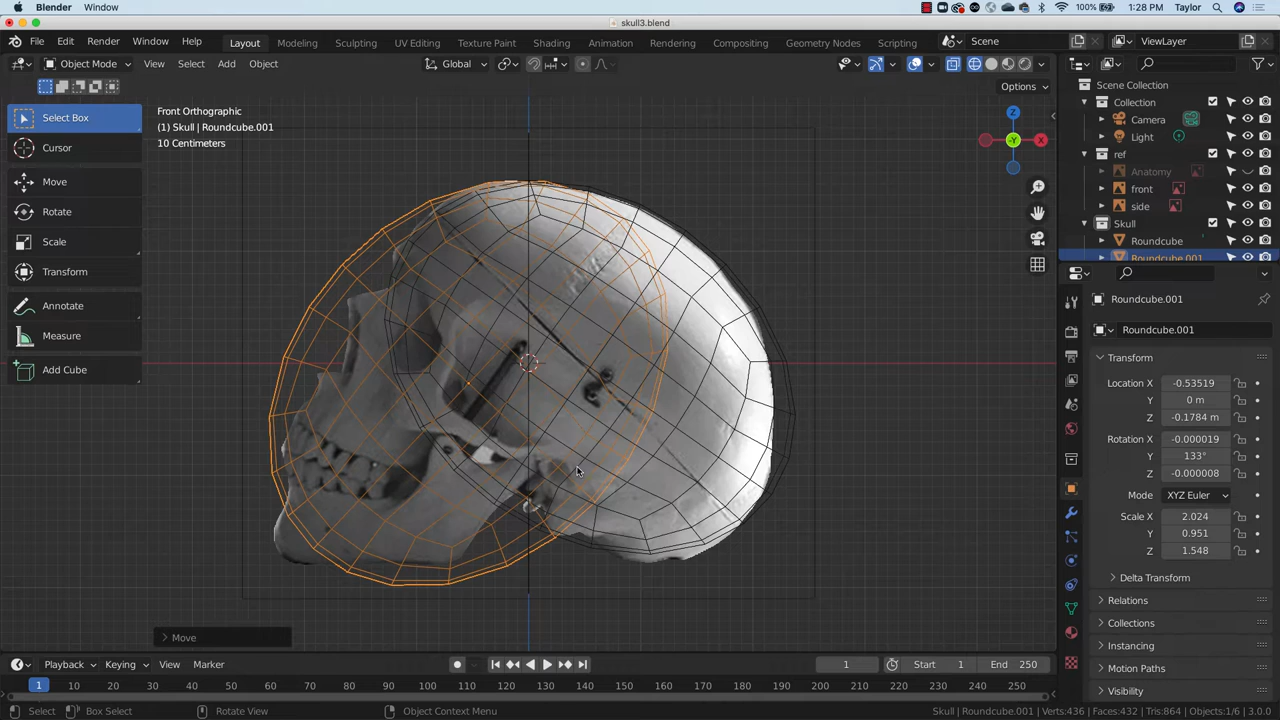 Blender Window 100% 1:28 PM Taylor
skull3.blend
File Edit Render Window Help Layout Modeling Sculpting UV Editing Texture Paint Shading Animation Rendering Compositing Geometry Nodes Scripting Scene ViewLayer
Object Mode View Select Add Object Global
Options
Select Box
Cursor
Move
Rotate
Scale
Transform
Annotate
Measure
Add Cube
Front Orthographic
(1) Skull | Roundcube.001
10 Centimeters
Z
-Y
X
Move
Scene Collection
Collection
Camera
Light
ref
Anatomy
front
side
Skull
Roundcube
Roundcube.001
Roundcube.001
Roundcube.001
Transform
Location X -0.53519
Y 0 m
Z -0.1784 m
Rotation X -0.000019
Y 133°
Z -0.000008
Mode XYZ Euler
Scale X 2.024
Y 0.951
Z 1.548
Delta Transform
Relations
Collections
Instancing
Motion Paths
Visibility
Playback Keying View Marker 1 Start 1 End 250
1 10 20 30 40 50 60 70 80 90 100 110 120 130 140 150 160 170 180 190 200 210 220 230 240 250
Select Box Select Rotate View Object Context Menu Skull | Roundcube.001 | Verts:436 | Faces:432 | Tris:864 | Objects:1/6 | 3.0.0